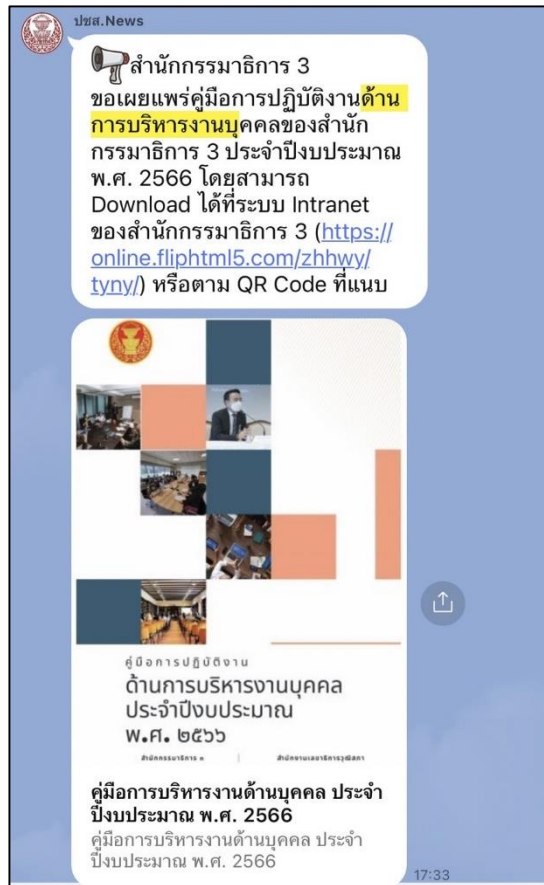 ปชส.News
สำนักกรรมาธิการ 3
ขอเผยแพร่คู่มือการปฏิบัติงานด้าน
การบริหารงานบุคคลของสำนัก
กรรมาธิการ 3 ประจำปีงบประมาณ
พ.ศ. 2566 โดยสามารถ
Download ได้ที่ระบบ Intranet
ของสำนักกรรมาธิการ 3 (https://
online.fliphtml5.com/zhhwy/
tyny/) หรือตาม QR Code ที่แนบ
คู่มือการปฏิบัติงาน
ด้านการบริหารงานบุคคล
ประจำปีงบประมาณ
พ.ศ. ๒๕๖๖
สำนักกรรมาธิการ ๓ | สำนักงานเลขาธิการวุฒิสภา
คู่มือการบริหารงานด้านบุคคล ประจำ
ปีงบประมาณ พ.ศ. 2566
คู่มือการบริหารงานด้านบุคคล ประจำ
ปีงบประมาณ พ.ศ. 2566
17:33